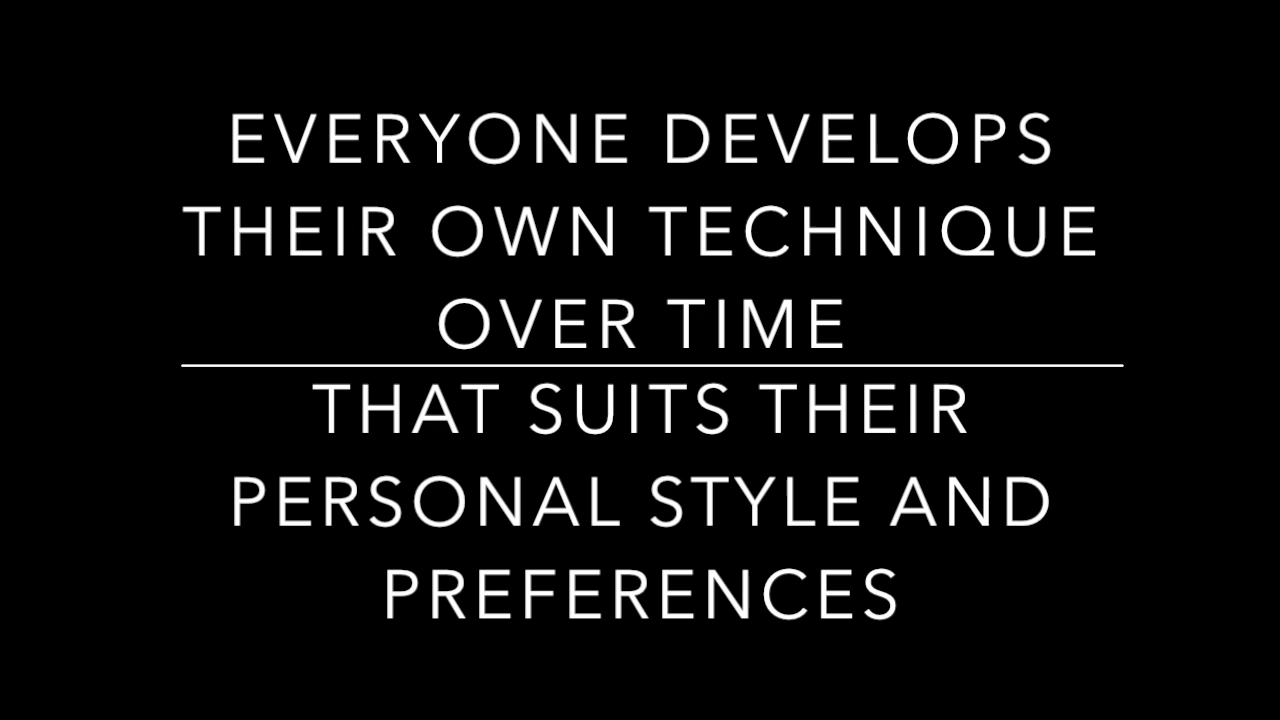 EVERYONE DEVELOPS
THEIR OWN TECHNIQUE
OVER TIME
THAT SUITS THEIR
PERSONAL STYLE AND
PREFERENCES